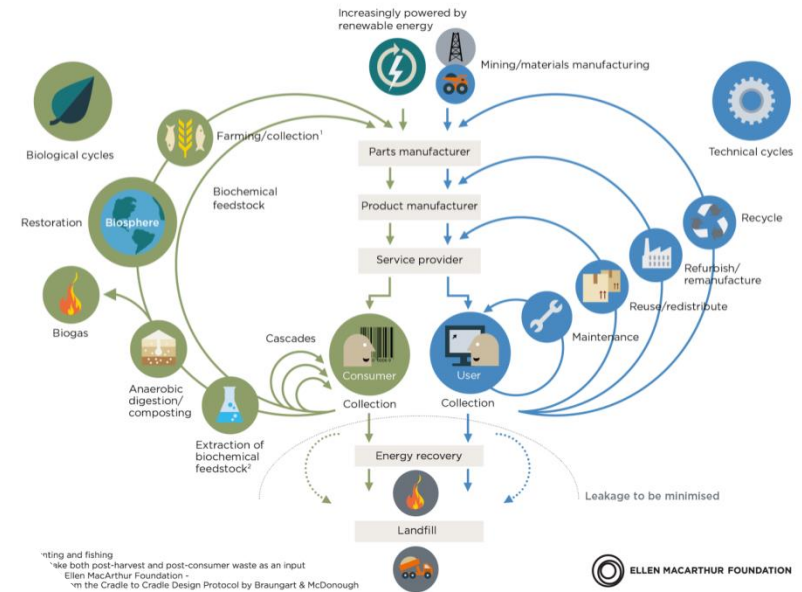 Increasingly powered by
renewable energy
Mining/materials manufacturing
Biological cycles
Farming/collection¹
Parts manufacturer
Technical cycles
Biochemical
feedstock
Restoration
Biosphere
Product manufacturer
Recycle
Service provider
Refurbish/
remanufacture
Reuse/redistribute
Biogas
Cascades
Maintenance
Consumer
User
Anaerobic
digestion/
composting
Collection
Collection
Extraction of
biochemical
feedstock²
Energy recovery
Leakage to be minimised
Landfill
and fishing
both post-harvest and post-consumer waste as an input
Ellen MacArthur Foundation -
the Cradle to Cradle Design Protocol by Braungart & McDonough
ELLEN MACARTHUR FOUNDATION